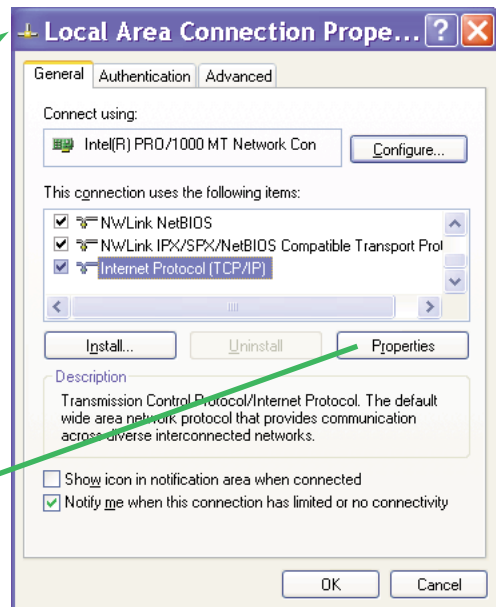 Local Area Connection Prope...
General Authentication Advanced
Connect using:
Intel(R) PRO/1000 MT Network Con Configure...
This connection uses the following items:
NWLink NetBIOS
NWLink IPX/SPX/NetBIOS Compatible Transport Prot
Internet Protocol (TCP/IP)
Install... Uninstall Properties
Description
Transmission Control Protocol/Internet Protocol. The default
wide area network protocol that provides communication
across diverse interconnected networks.
Show icon in notification area when connected
Notify me when this connection has limited or no connectivity
OK Cancel